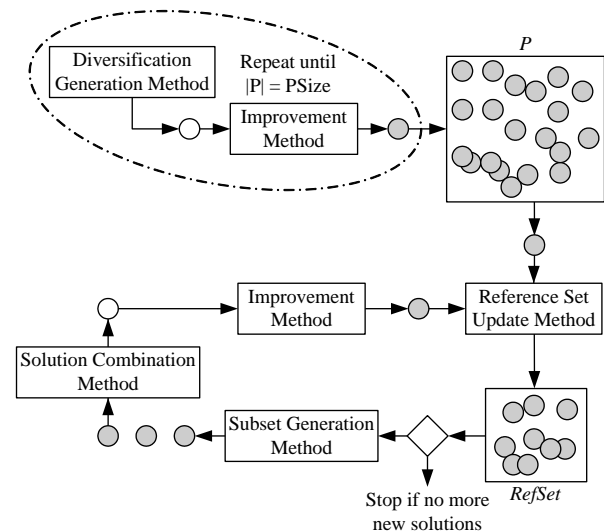 Diversification
Generation Method
Repeat until
|P| = PSize
Improvement
Method
P
Improvement
Method
Reference Set
Update Method
Solution Combination
Method
Subset Generation
Method
RefSet
Stop if no more
new solutions